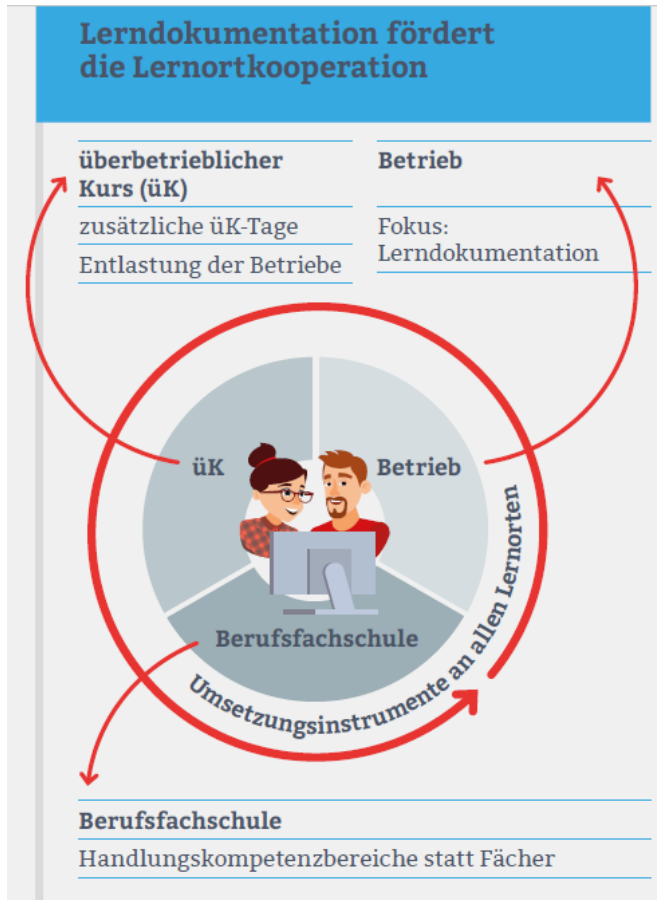 Lerndokumentation fördert
die Lernortkooperation
überbetrieblicher
Kurs (üK)
zusätzliche üK-Tage
Entlastung der Betriebe
Betrieb
Fokus:
Lerndokumentation
üK
Betrieb
Berufsfachschule
Umsetzungsinstrumente an allen Lernorten
Berufsfachschule
Handlungskompetenzbereiche statt Fächer